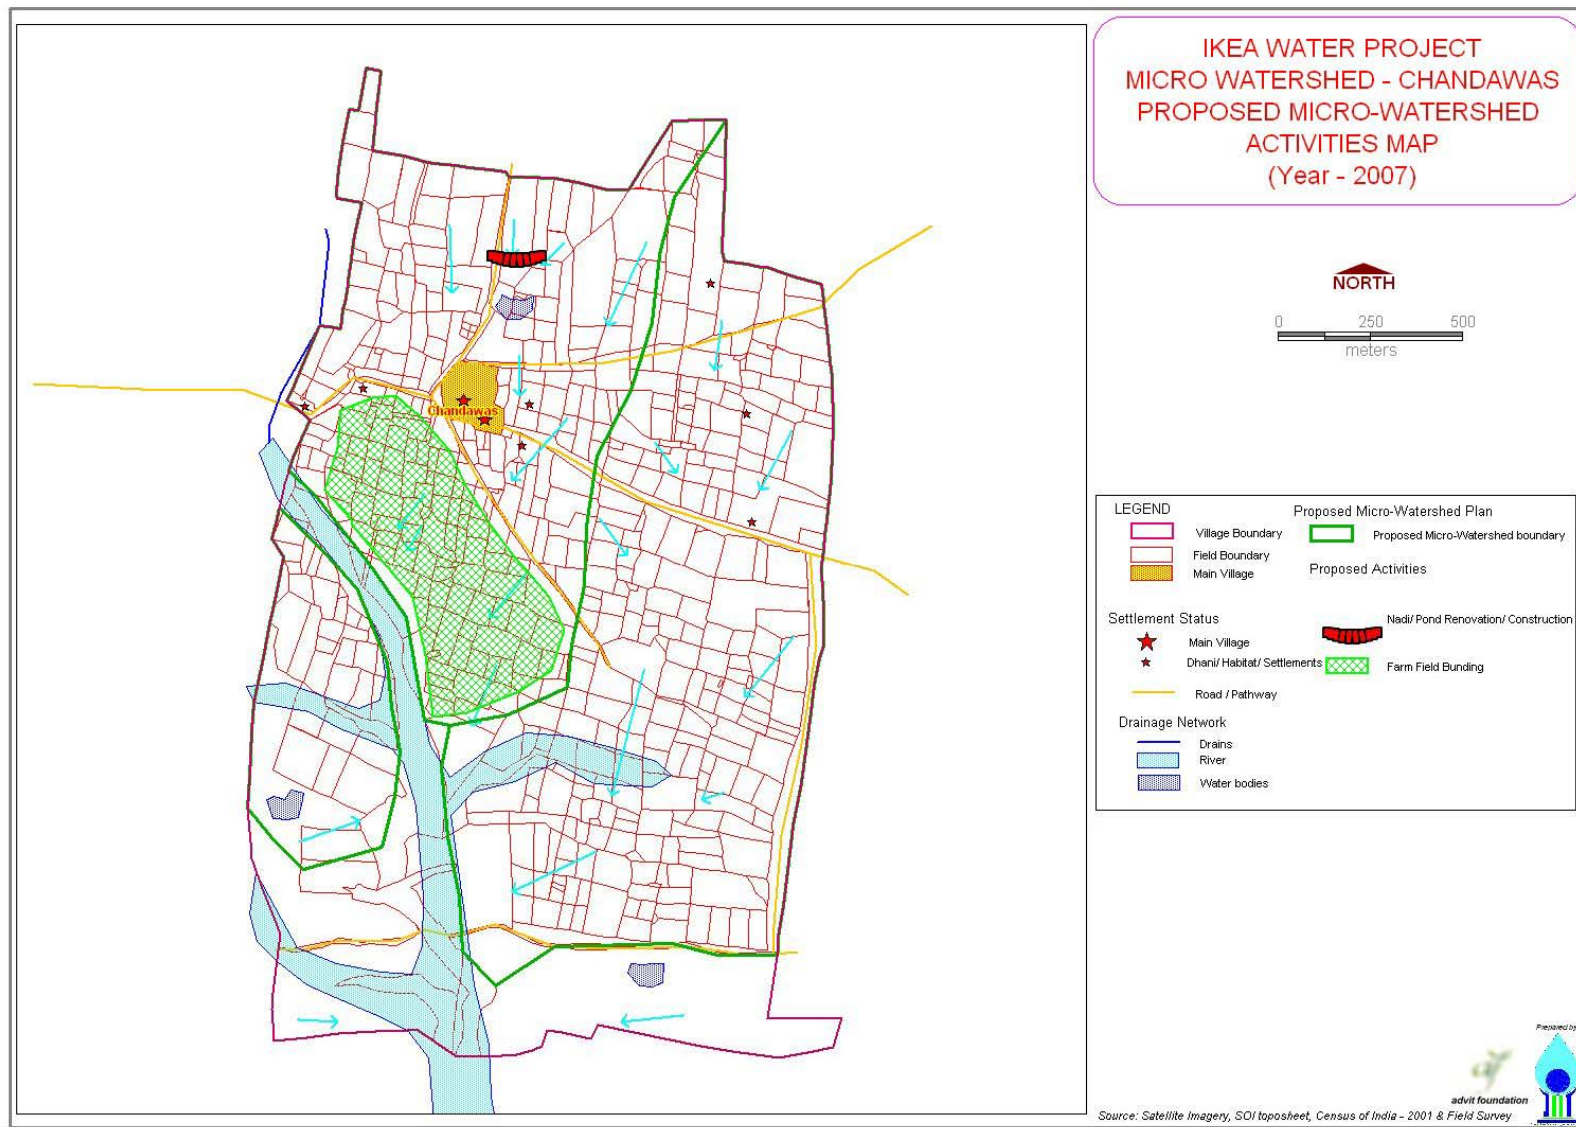 IKEA WATER PROJECT
MICRO WATERSHED - CHANDAWAS
PROPOSED MICRO-WATERSHED
ACTIVITIES MAP
(Year - 2007)
NORTH
0 250 500
meters
Chandawas
LEGEND
Village Boundary
Field Boundary
Main Village
Proposed Micro-Watershed Plan
Proposed Micro-Watershed boundary
Proposed Activities
Settlement Status
Main Village
Dhani/ Habitat/ Settlements
Road / Pathway
Nadi/ Pond Renovation/ Construction
Farm Field Bunding
Drainage Network
Drains
River
Water bodies
Prepared by
advit foundation
Source: Satellite Imagery, SOI toposheet, Census of India - 2001 & Field Survey